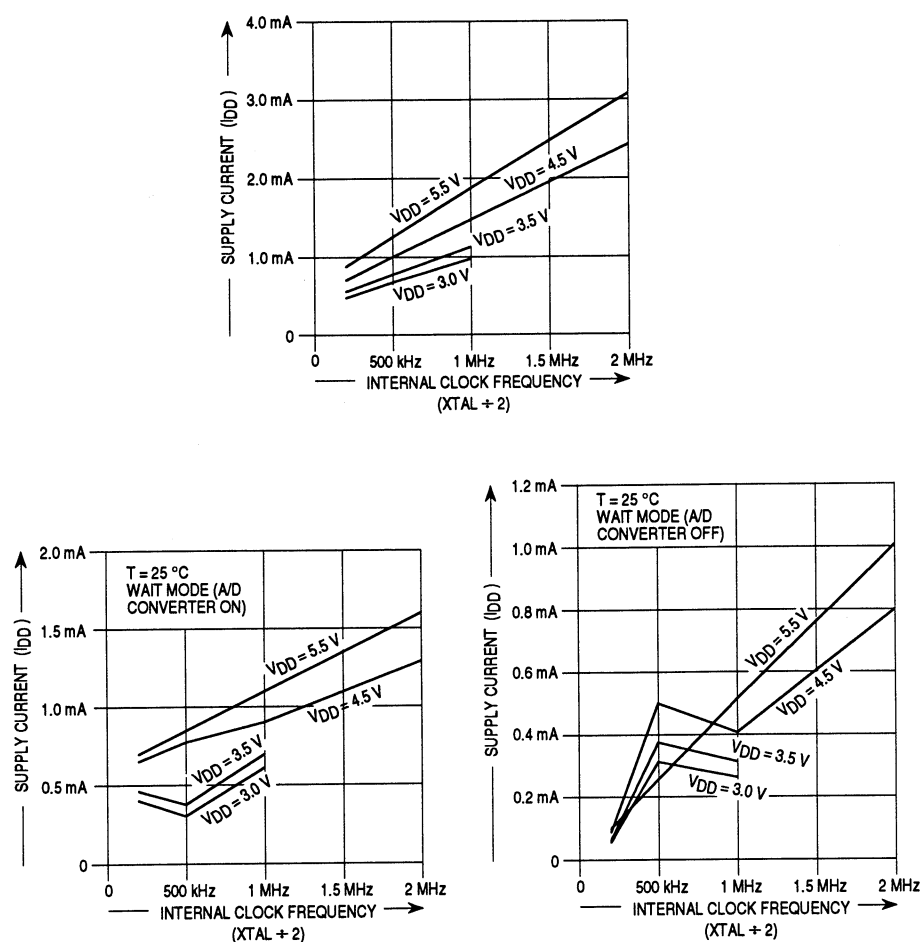 4.0 mA
3.0 mA
2.0 mA
1.0 mA
0
SUPPLY CURRENT (IDD)
VDD = 5.5 V
VDD = 4.5 V
VDD = 3.5 V
VDD = 3.0 V
0 500 kHz 1 MHz 1.5 MHz 2 MHz
INTERNAL CLOCK FREQUENCY
(XTAL ÷ 2)
2.0 mA
1.5 mA
1.0 mA
0.5 mA
0
SUPPLY CURRENT (IDD)
T = 25 °C
WAIT MODE (A/D
CONVERTER ON)
VDD = 5.5 V
VDD = 4.5 V
VDD = 3.5 V
VDD = 3.0 V
0 500 kHz 1 MHz 1.5 MHz 2 MHz
INTERNAL CLOCK FREQUENCY
(XTAL ÷ 2)
1.2 mA
1.0 mA
0.8 mA
0.6 mA
0.4 mA
0.2 mA
0
SUPPLY CURRENT (IDD)
T = 25 °C
WAIT MODE (A/D
CONVERTER OFF)
VDD = 5.5 V
VDD = 4.5 V
VDD = 3.5 V
VDD = 3.0 V
0 500 kHz 1 MHz 1.5 MHz 2 MHz
INTERNAL CLOCK FREQUENCY
(XTAL ÷ 2)